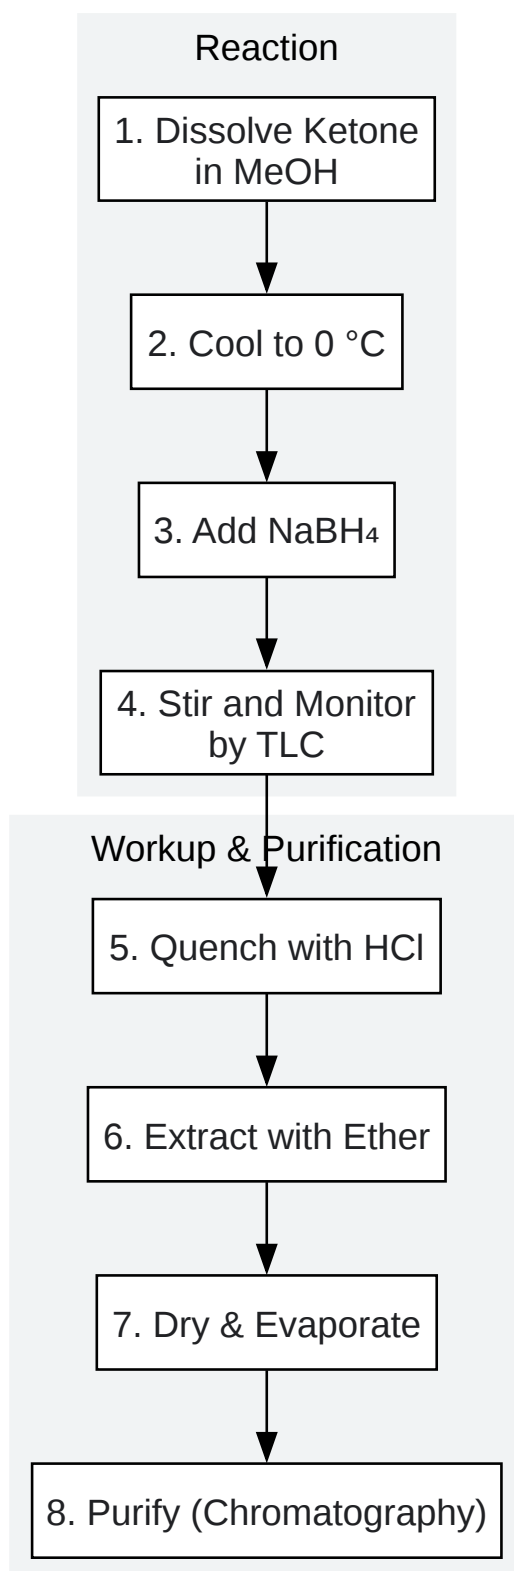 Reaction
1. Dissolve Ketone
in MeOH
2. Cool to 0 °C
3. Add NaBH₄
4. Stir and Monitor
by TLC
Workup & Purification
5. Quench with HCl
6. Extract with Ether
7. Dry & Evaporate
8. Purify (Chromatography)